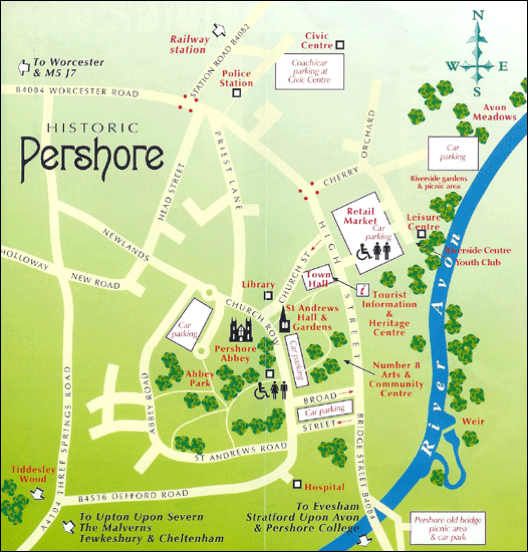 Railway
station
STATION ROAD B4082
Civic
Centre
Coach/car
parking at
Civic Centre
N
W
E
S
To Worcester
& M5 J7
Police
Station
B4084 WORCESTER ROAD
Avon
Meadows
HISTORIC
Pershore
PRIEST LANE
HEAD STREET
CHERRY ORCHARD
Car
parking
Riverside gardens
& picnic area
Retail
Market
Car
parking
Leisure
Centre
Riverside Centre
Youth Club
NEWLANDS
HOLLOWAY
NEW ROAD
HIGH STREET
CHURCH ST
Library
Town
Hall
i
Tourist
Information
&
Heritage
Centre
CHURCH ROW
St Andrews
Hall &
Gardens
Car
parking
Pershore
Abbey
Car
parking
Abbey
Park
Number 8
Arts &
Community
Centre
BROAD
Car parking
STREET
ABBEY ROAD
ST ANDREWS ROAD
BRIDGE STREET B4084
River Avon
Weir
Tiddesley
Wood
A4104 THREE SPRINGS ROAD
B4536 DEFFORD ROAD
Hospital
To Upton Upon Severn
The Malverns
Tewkesbury & Cheltenham
To Evesham
Stratford Upon Avon
& Pershore College
Pershore old bridge
picnic area
& car park